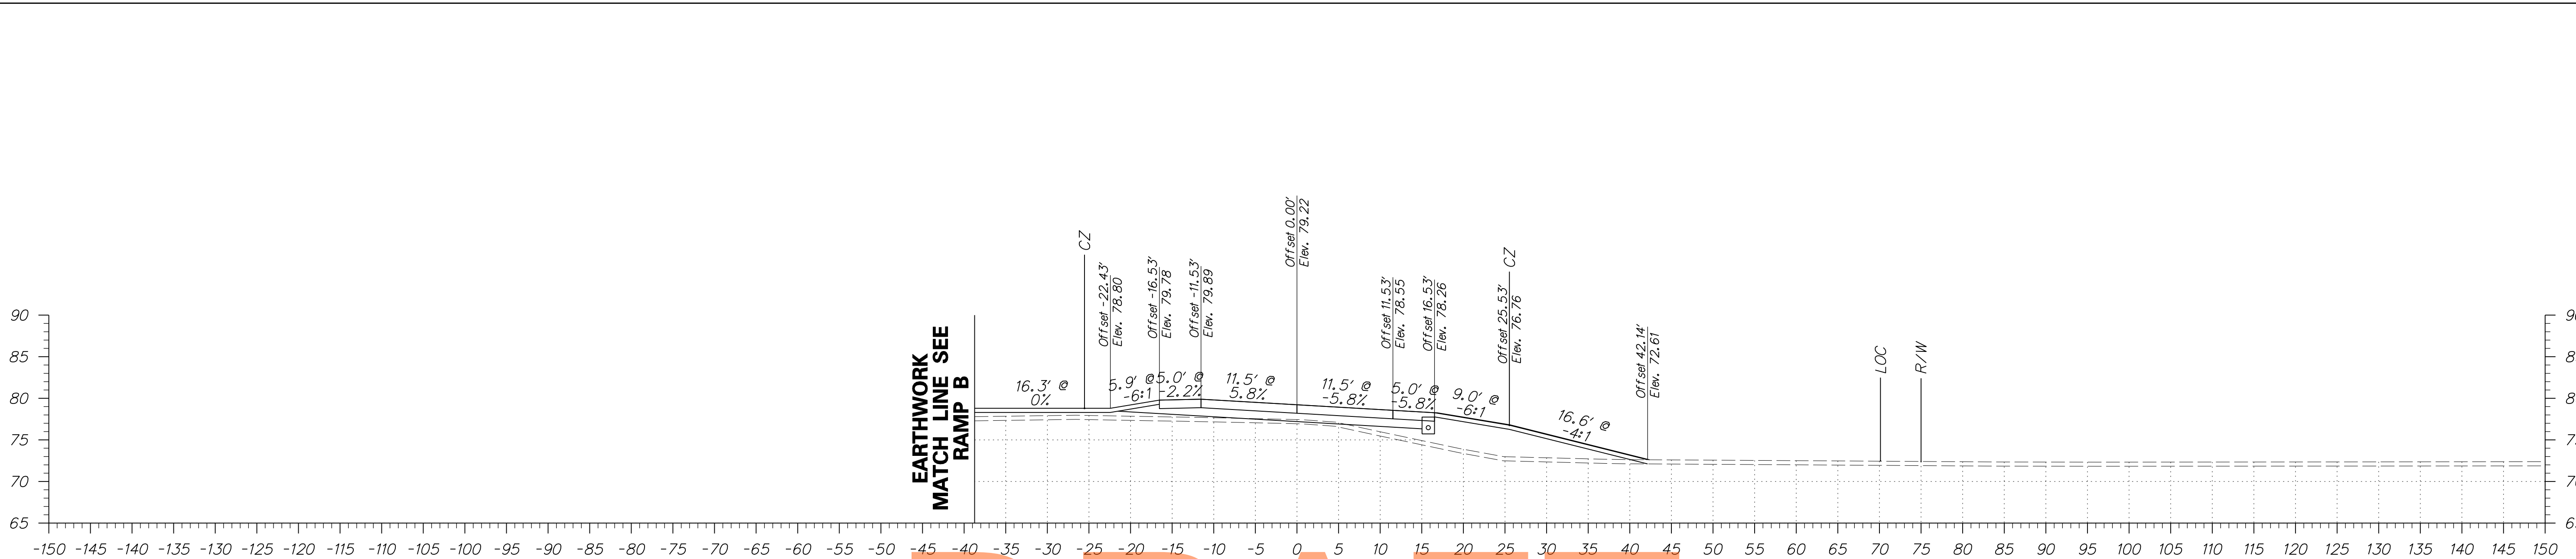 CZ
Offset -22.43'
Elev. 78.80
Offset -16.53'
Elev. 79.78
Offset -11.53'
Elev. 79.89
Offset 0.00'
Elev. 79.22
Offset 11.53'
Elev. 78.55
Offset 16.53'
Elev. 78.26
CZ
Offset 25.53'
Elev. 76.76
Offset 42.14'
Elev. 72.61
LOC
R/W
EARTHWORK
MATCH LINE SEE
RAMP B
16.3' @
0%
5.9' @
-6:1
5.0' @
-2.2%
11.5' @
5.8%
11.5' @
-5.8%
5.0' @
-5.8%
9.0' @
-6:1
16.6' @
-4:1
90
85
80
75
70
65
-150 -145 -140 -135 -130 -125 -120 -115 -110 -105 -100 -95 -90 -85 -80 -75 -70 -65 -60 -55 -50 -45 -40 -35 -30 -25 -20 -15 -10 -5 0 5 10 15 20 25 30 35 40 45 50 55 60 65 70 75 80 85 90 95 100 105 110 115 120 125 130 135 140 145 150